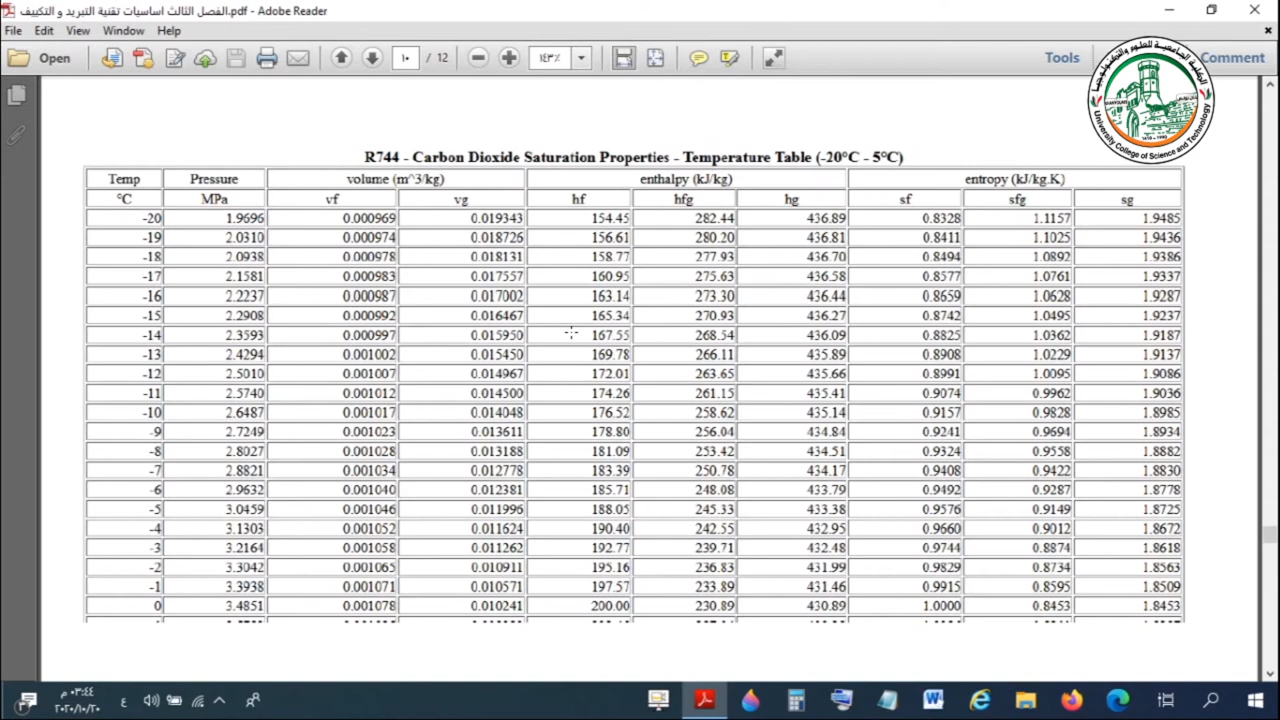 الفصل الثالث اساسيات تقنية التبريد و التكييف.pdf - Adobe Reader
File Edit View Window Help
Open ١٠ / 12 ١٤٣٪ Tools Comment
University College of Science and Technology
R744 - Carbon Dioxide Saturation Properties - Temperature Table (-20°C - 5°C)
Temp Pressure volume (m^3/kg) enthalpy (kJ/kg) entropy (kJ/kg.K)
°C MPa vf vg hf hfg hg sf sfg sg
-20 1.9696 0.000969 0.019343 154.45 282.44 436.89 0.8328 1.1157 1.9485
-19 2.0310 0.000974 0.018726 156.61 280.20 436.81 0.8411 1.1025 1.9436
-18 2.0938 0.000978 0.018131 158.77 277.93 436.70 0.8494 1.0892 1.9386
-17 2.1581 0.000983 0.017557 160.95 275.63 436.58 0.8577 1.0761 1.9337
-16 2.2237 0.000987 0.017002 163.14 273.30 436.44 0.8659 1.0628 1.9287
-15 2.2908 0.000992 0.016467 165.34 270.93 436.27 0.8742 1.0495 1.9237
-14 2.3593 0.000997 0.015950 167.55 268.54 436.09 0.8825 1.0362 1.9187
-13 2.4294 0.001002 0.015450 169.78 266.11 435.89 0.8908 1.0229 1.9137
-12 2.5010 0.001007 0.014967 172.01 263.65 435.66 0.8991 1.0095 1.9086
-11 2.5740 0.001012 0.014500 174.26 261.15 435.41 0.9074 0.9962 1.9036
-10 2.6487 0.001017 0.014048 176.52 258.62 435.14 0.9157 0.9828 1.8985
-9 2.7249 0.001023 0.013611 178.80 256.04 434.84 0.9241 0.9694 1.8934
-8 2.8027 0.001028 0.013188 181.09 253.42 434.51 0.9324 0.9558 1.8882
-7 2.8821 0.001034 0.012778 183.39 250.78 434.17 0.9408 0.9422 1.8830
-6 2.9632 0.001040 0.012381 185.71 248.08 433.79 0.9492 0.9287 1.8778
-5 3.0459 0.001046 0.011996 188.05 245.33 433.38 0.9576 0.9149 1.8725
-4 3.1303 0.001052 0.011624 190.40 242.55 432.95 0.9660 0.9012 1.8672
-3 3.2164 0.001058 0.011262 192.77 239.71 432.48 0.9744 0.8874 1.8618
-2 3.3042 0.001065 0.010911 195.16 236.83 431.99 0.9829 0.8734 1.8563
-1 3.3938 0.001071 0.010571 197.57 233.89 431.46 0.9915 0.8595 1.8509
0 3.4851 0.001078 0.010241 200.00 230.89 430.89 1.0000 0.8453 1.8453
ع ٠٣:٤٤ م
٢٠٢٠/١٠/٢٠